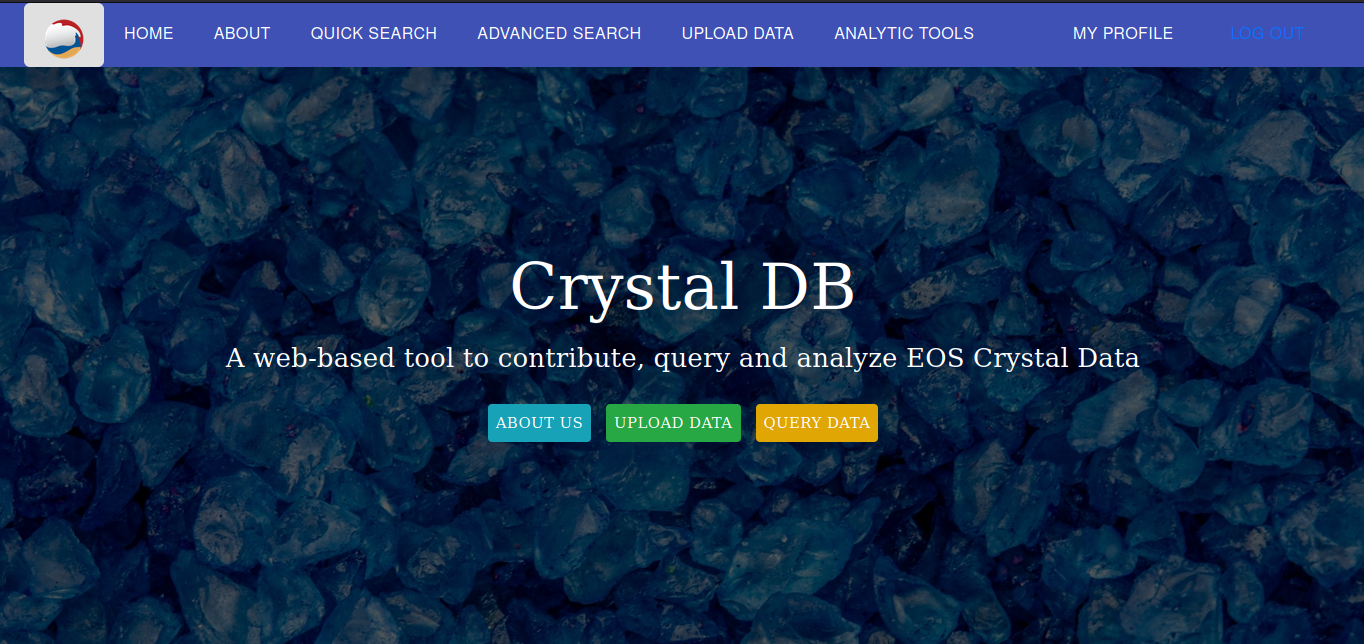 HOME ABOUT QUICK SEARCH ADVANCED SEARCH UPLOAD DATA ANALYTIC TOOLS MY PROFILE LOG OUT
Crystal DB
A web-based tool to contribute, query and analyze EOS Crystal Data
ABOUT US UPLOAD DATA QUERY DATA